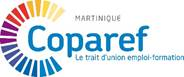 MARTINIQUE
Coparef
Le trait d'union emploi-formation